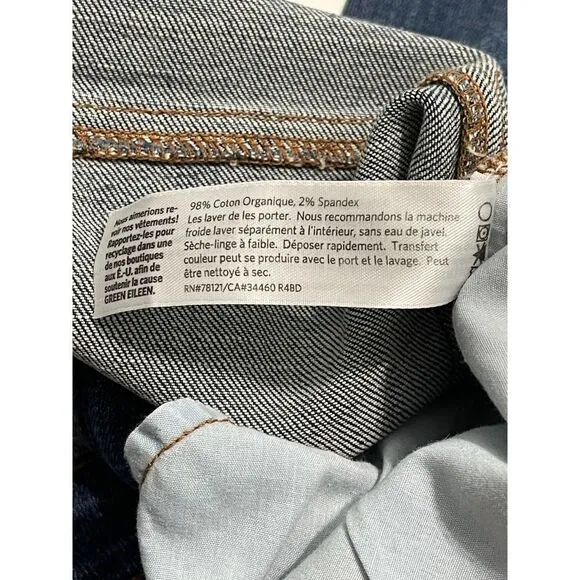 Nous aimerions re-
voir nos vêtements!
Rapportez-les pour
recyclage dans une
de nos boutiques
aux É.-U. afin de
soutenir la cause
GREEN EILEEN.
98% Coton Organique, 2% Spandex
Les laver de les porter. Nous recommandons la machine
froide laver séparément à l'intérieur, sans eau de javel.
Sèche-linge à faible. Déposer rapidement. Transfert
couleur peut se produire avec le port et le lavage. Peut
être nettoyé à sec.
RN#78121/CA#34460 R4BD